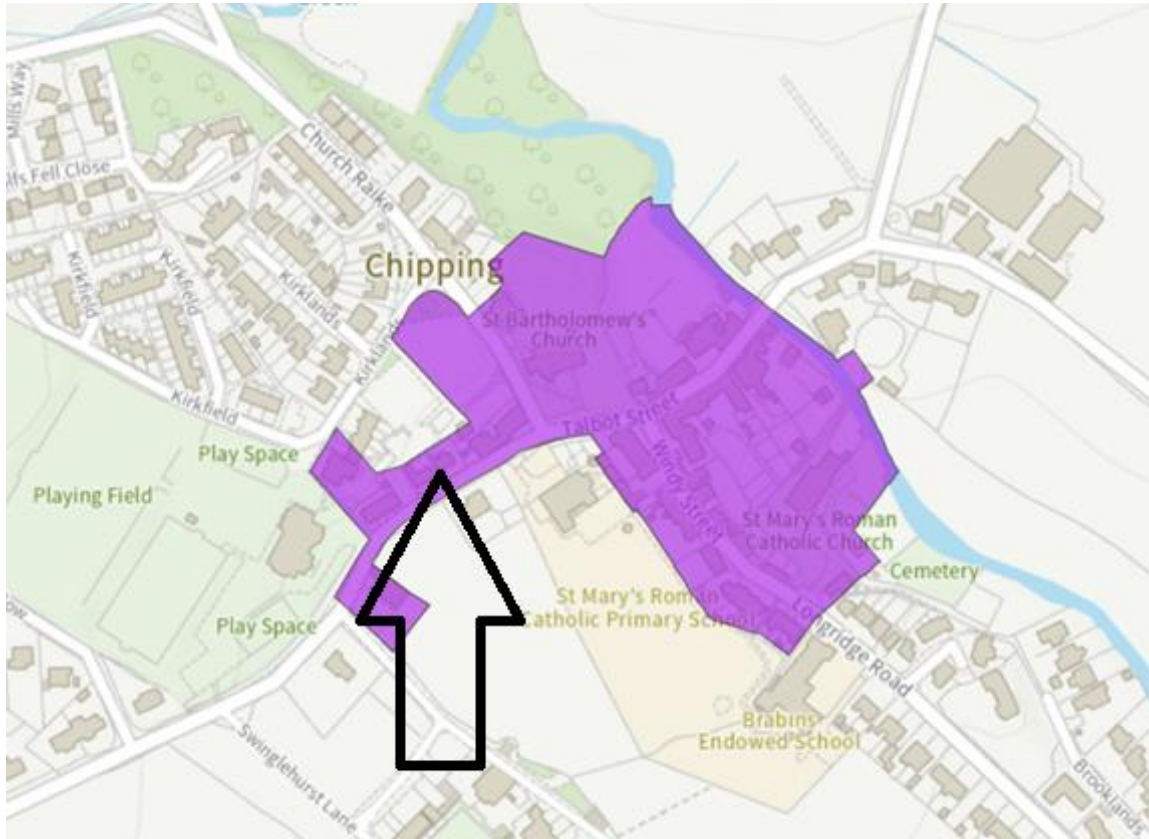 Mills Way
Fell Close
Church Raike
Chipping
Kirkfield
Kirkfield
Kirklands
Kirklands
Kirkfield
St Bartholomew's
Church
Talbot Street
Windy Street
Play Space
Playing Field
St Mary's Roman
Catholic Church
Cemetery
St Mary's Roman
Catholic Primary School
Play Space
Longridge Road
Brabins
Endowed School
Swinglehurst Lane
Brooklands